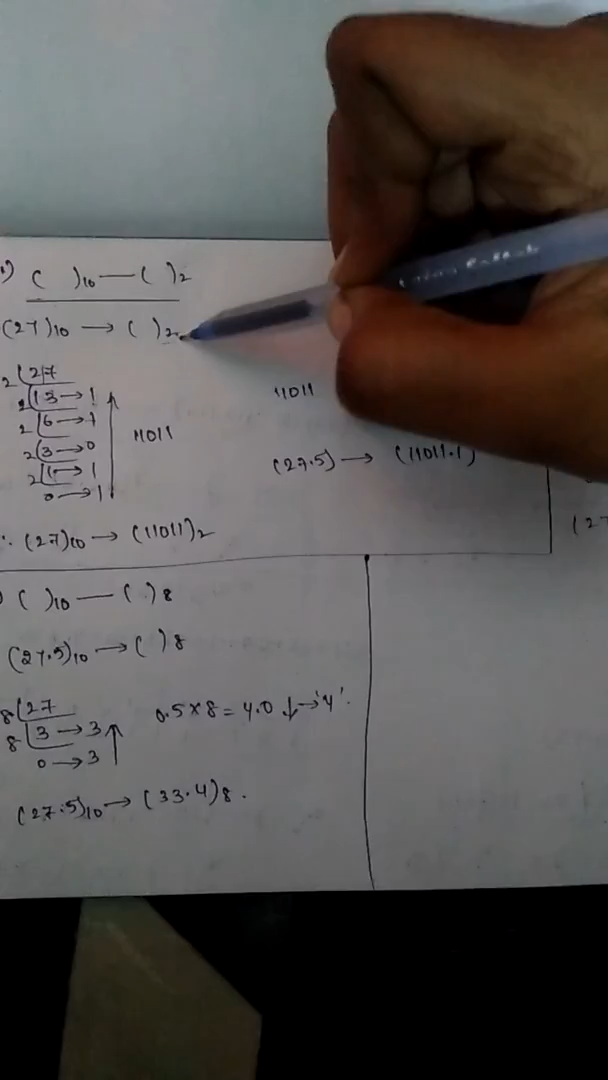 ( )10 — ( )2
(27)10 → ( )2
2 27
2 13 → 1
2 6 → 1
2 3 → 0
2 1 → 1
0 → 1
11011
11011
(27.5) → (11011.1)
∴ (27)10 → (11011)2
( )10 — ( )8
(27.5)10 → ( )8
8 27
8 3 → 3
0 → 3
0.5 × 8 = 4.0 ↓ → '4'.
(27.5)10 → (33.4)8.